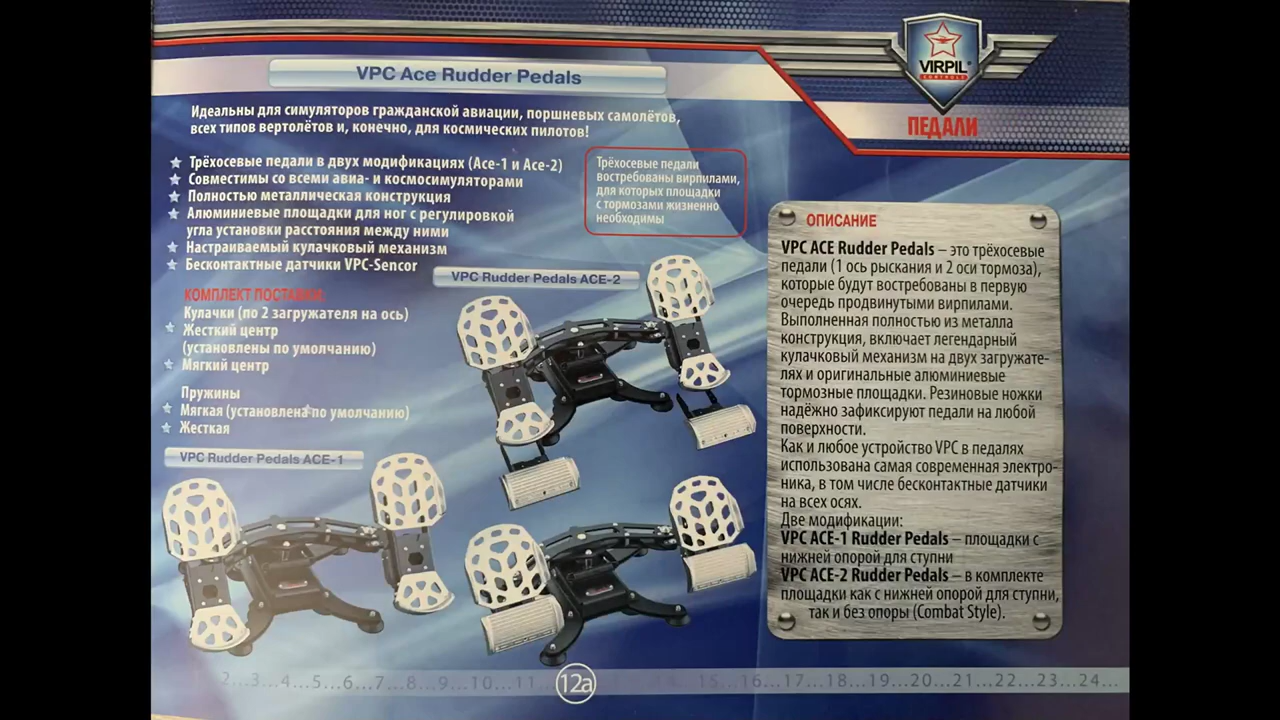 VPC Ace Rudder Pedals
VIRPIL®
CONTROLS
ПЕДАЛИ
Идеальны для симуляторов гражданской авиации, поршневых самолётов,
всех типов вертолётов и, конечно, для космических пилотов!
Трёхосевые педали в двух модификациях (Ace-1 и Ace-2)
Совместимы со всеми авиа- и космосимуляторами
Полностью металлическая конструкция
Алюминиевые площадки для ног с регулировкой
угла установки расстояния между ними
Настраиваемый кулачковый механизм
Бесконтактные датчики VPC-Sencor
Трёхосевые педали
востребованы вирпилами,
для которых площадки
с тормозами жизненно
необходимы
КОМПЛЕКТ ПОСТАВКИ
Кулачки (по 2 загружателя на ось)
Жесткий центр
(установлены по умолчанию)
Мягкий центр
Пружины
Мягкая (установлена по умолчанию)
Жесткая
VPC Rudder Pedals ACE-2
VPC Rudder Pedals ACE-1
ОПИСАНИЕ
VPC ACE Rudder Pedals – это трёхосевые
педали (1 ось рыскания и 2 оси тормоза),
которые будут востребованы в первую
очередь продвинутыми вирпилами.
Выполненная полностью из металла
конструкция, включает легендарный
кулачковый механизм на двух загружате-
лях и оригинальные алюминиевые
тормозные площадки. Резиновые ножки
надёжно зафиксируют педали на любой
поверхности.
Как и любое устройство VPC в педалях
использована самая современная электро-
ника, в том числе бесконтактные датчики
на всех осях.
Две модификации:
VPC ACE-1 Rudder Pedals – площадки с
нижней опорой для ступни
VPC ACE-2 Rudder Pedals – в комплекте
площадки как с нижней опорой для ступни,
так и без опоры (Combat Style).
2...3...4...5...6...7...8...9...10...11 12а 15...16...17...18...19...20...21...22...23...24...